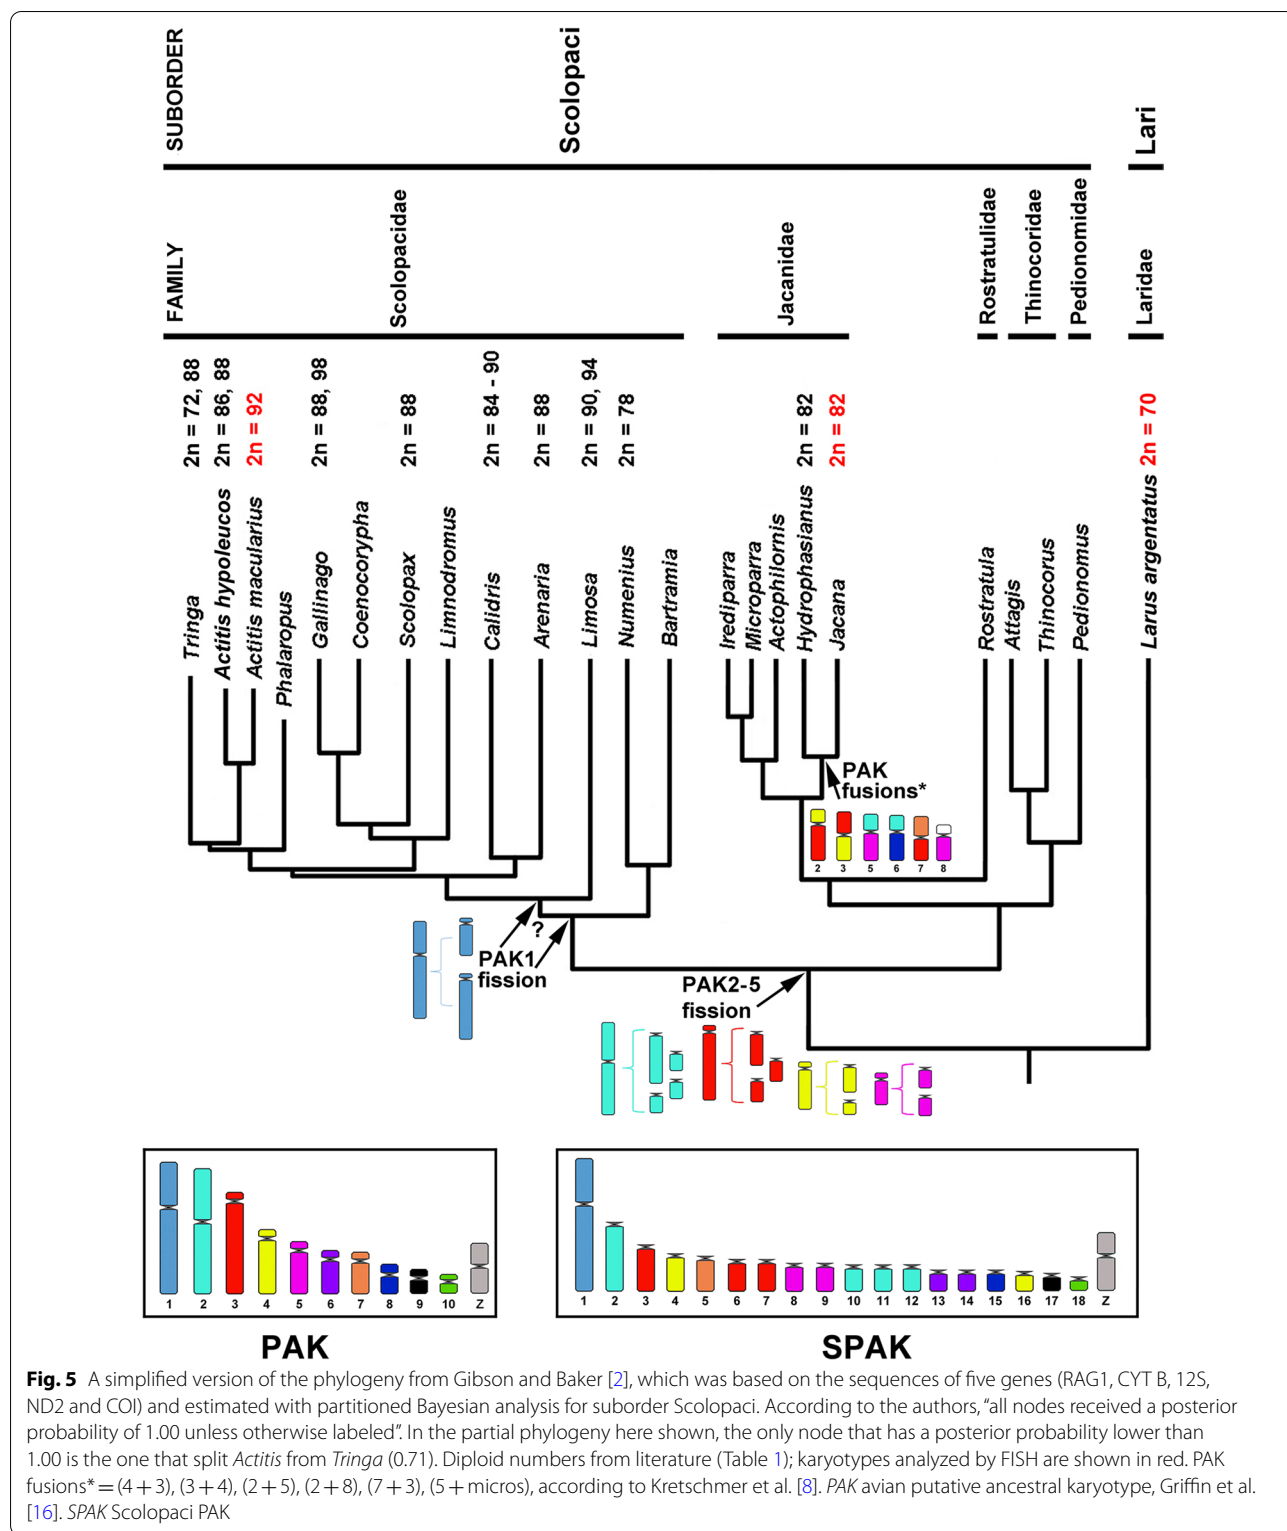 SUBORDER
Scolopaci
Lari
FAMILY
Scolopacidae
Jacanidae
Rostratulidae
Thinocoridae
Pedionomidae
Laridae
2n = 72, 88
2n = 86, 88
2n = 92
2n = 88, 98
2n = 88
2n = 84 - 90
2n = 88
2n = 90, 94
2n = 78
2n = 82
2n = 82
2n = 70
Tringa
Actitis hypoleucos
Actitis macularius
Phalaropus
Gallinago
Coenocorypha
Scolopax
Limnodromus
Calidris
Arenaria
Limosa
Numenius
Bartramia
Irediparra
Microparra
Actophilornis
Hydrophasianus
Jacana
Rostratula
Attagis
Thinocorus
Pedionomus
Larus argentatus
PAK
fusions*
2 3 5 6 7 8
?
PAK1
fission
PAK2-5
fission
1 2 3 4 5 6 7 8 9 10 Z
PAK
1 2 3 4 5 6 7 8 9 10 11 12 13 14 15 16 17 18 Z
SPAK
Fig. 5 A simplified version of the phylogeny from Gibson and Baker [2], which was based on the sequences of five genes (RAG1, CYT B, 12S,
ND2 and COI) and estimated with partitioned Bayesian analysis for suborder Scolopaci. According to the authors, “all nodes received a posterior
probability of 1.00 unless otherwise labeled”. In the partial phylogeny here shown, the only node that has a posterior probability lower than
1.00 is the one that split Actitis from Tringa (0.71). Diploid numbers from literature (Table 1); karyotypes analyzed by FISH are shown in red. PAK
fusions* = (4 + 3), (3 + 4), (2 + 5), (2 + 8), (7 + 3), (5 + micros), according to Kretschmer et al. [8]. PAK avian putative ancestral karyotype, Griffin et al.
[16]. SPAK Scolopaci PAK